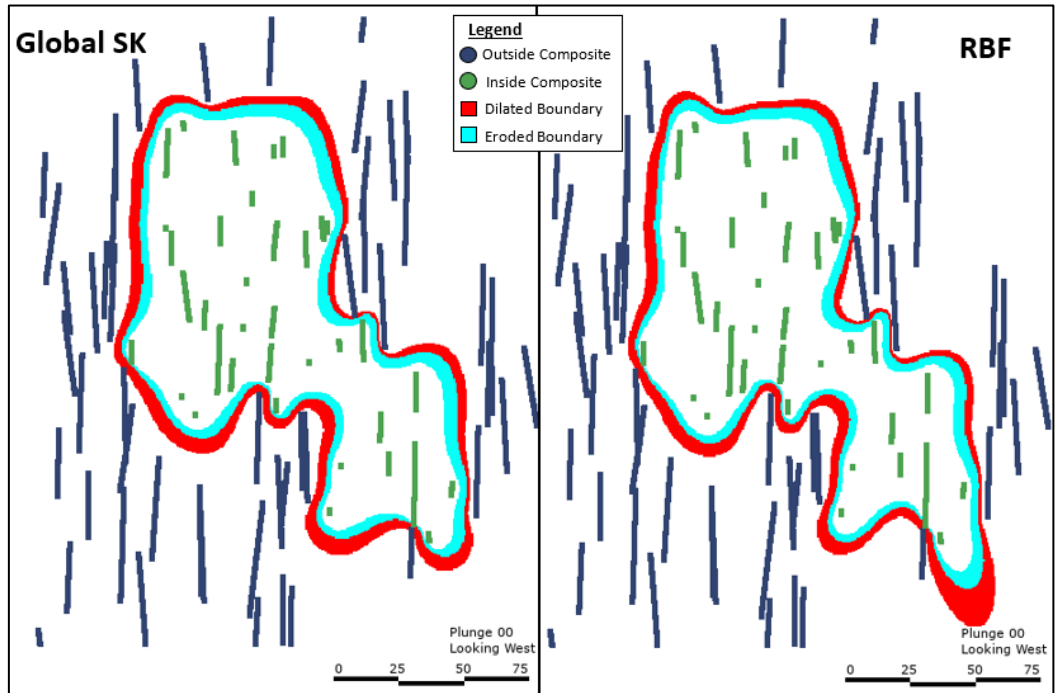 Global SK
Legend
Outside Composite
Inside Composite
Dilated Boundary
Eroded Boundary
RBF
Plunge 00
Looking West
0 25 50 75
Plunge 00
Looking West
0 25 50 75